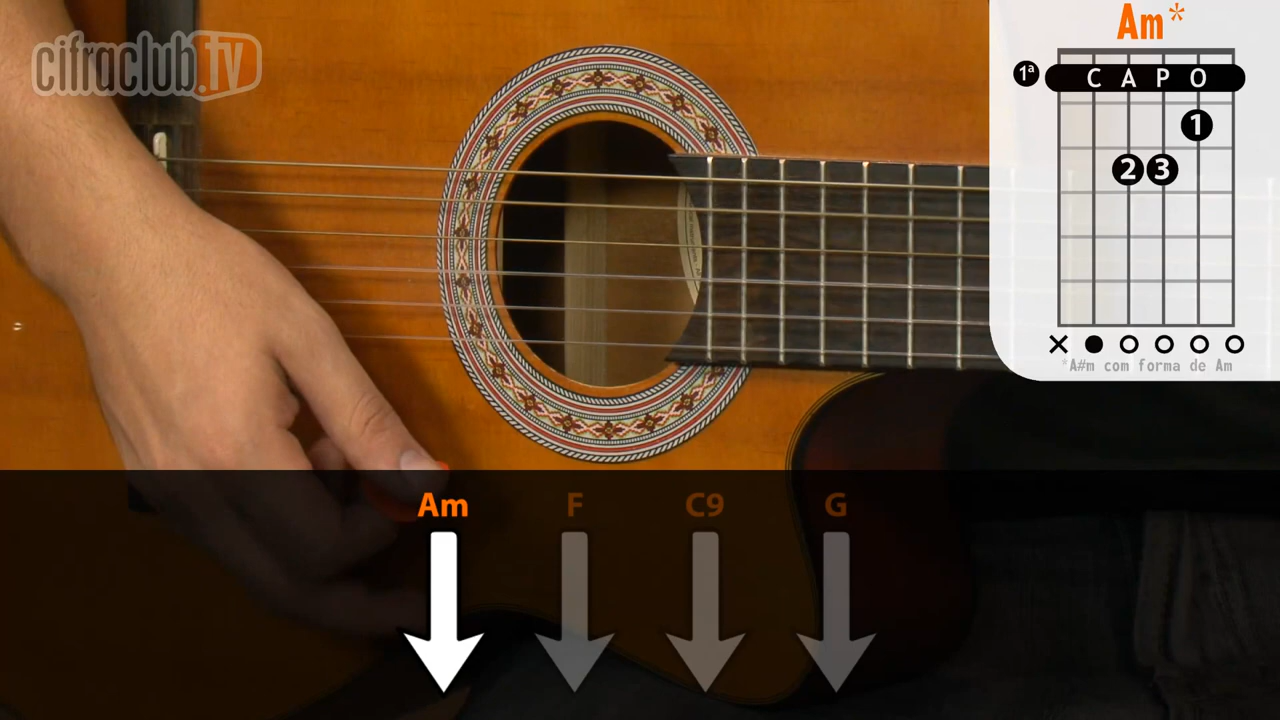 cifraclub.tv
Am*
1ª
CAPO
1
2 3
*A#m com forma de Am
Am F C9 G